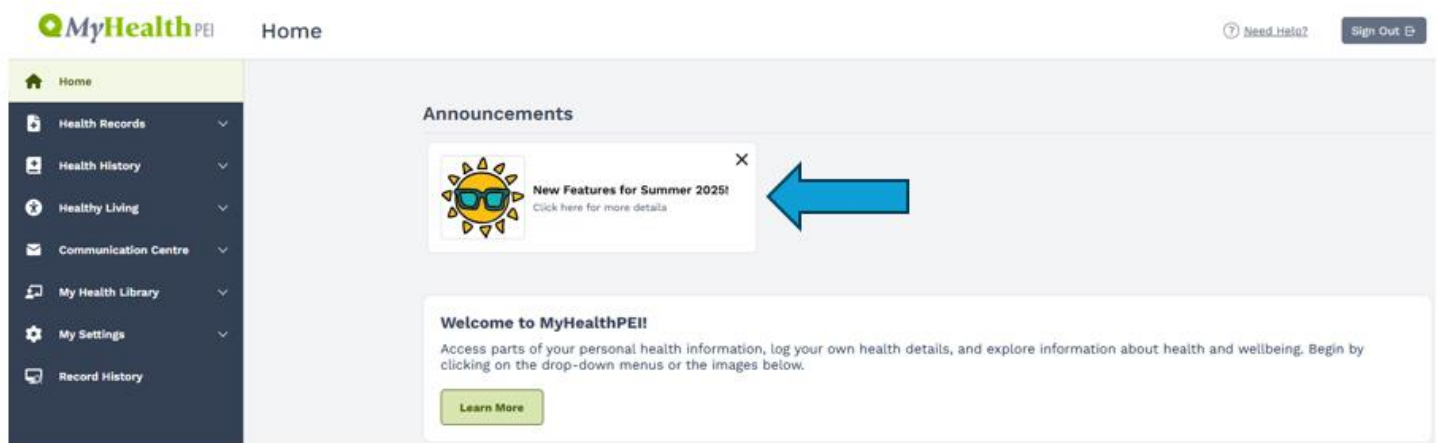 MyHealth PEI
Home
Need Help?
Sign Out
Home
Health Records
Health History
Healthy Living
Communication Centre
My Health Library
My Settings
Record History
Announcements
New Features for Summer 2025!
Click here for more details
Welcome to MyHealthPEI!
Access parts of your personal health information, log your own health details, and explore information about health and wellbeing. Begin by
clicking on the drop-down menus or the images below.
Learn More